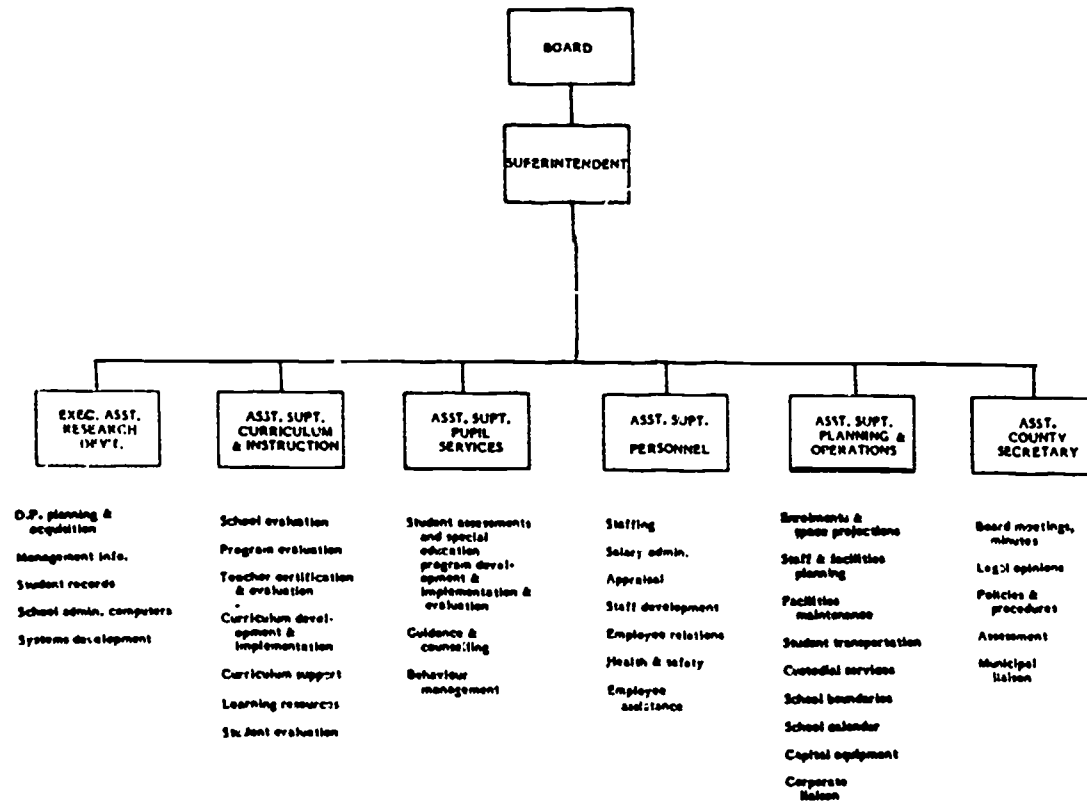 BOARD
SUPERINTENDENT
EXEC. ASST.
RESEARCH
DEVT.
ASST. SUPT.
CURRICULUM
& INSTRUCTION
ASST. SUPT.
PUPIL
SERVICES
ASST. SUPT.
PERSONNEL
ASST. SUPT.
PLANNING &
OPERATIONS
ASST.
COUNTY
SECRETARY
D.P. planning &
acquisition
Management info.
Student records
School admin. computers
Systems development
School evaluation
Program evaluation
Teacher certification
& evaluation
Curriculum devel-
opment &
implementation
Curriculum support
Learning resources
Student evaluation
Student assessments
and special
education
program devel-
opment &
implementation &
evaluation
Guidance &
counselling
Behaviour
management
Staffing
Salary admin.
Appraisal
Staff development
Employee relations
Health & safety
Employee
assistance
Enrolments &
space projections
Staff & facilities
planning
Facilities
maintenance
Student transportation
Custodial services
School boundaries
School calendar
Capital equipment
Corporate
liaison
Board meetings,
minutes
Legal opinions
Policies &
procedures
Assessment
Municipal
liaison